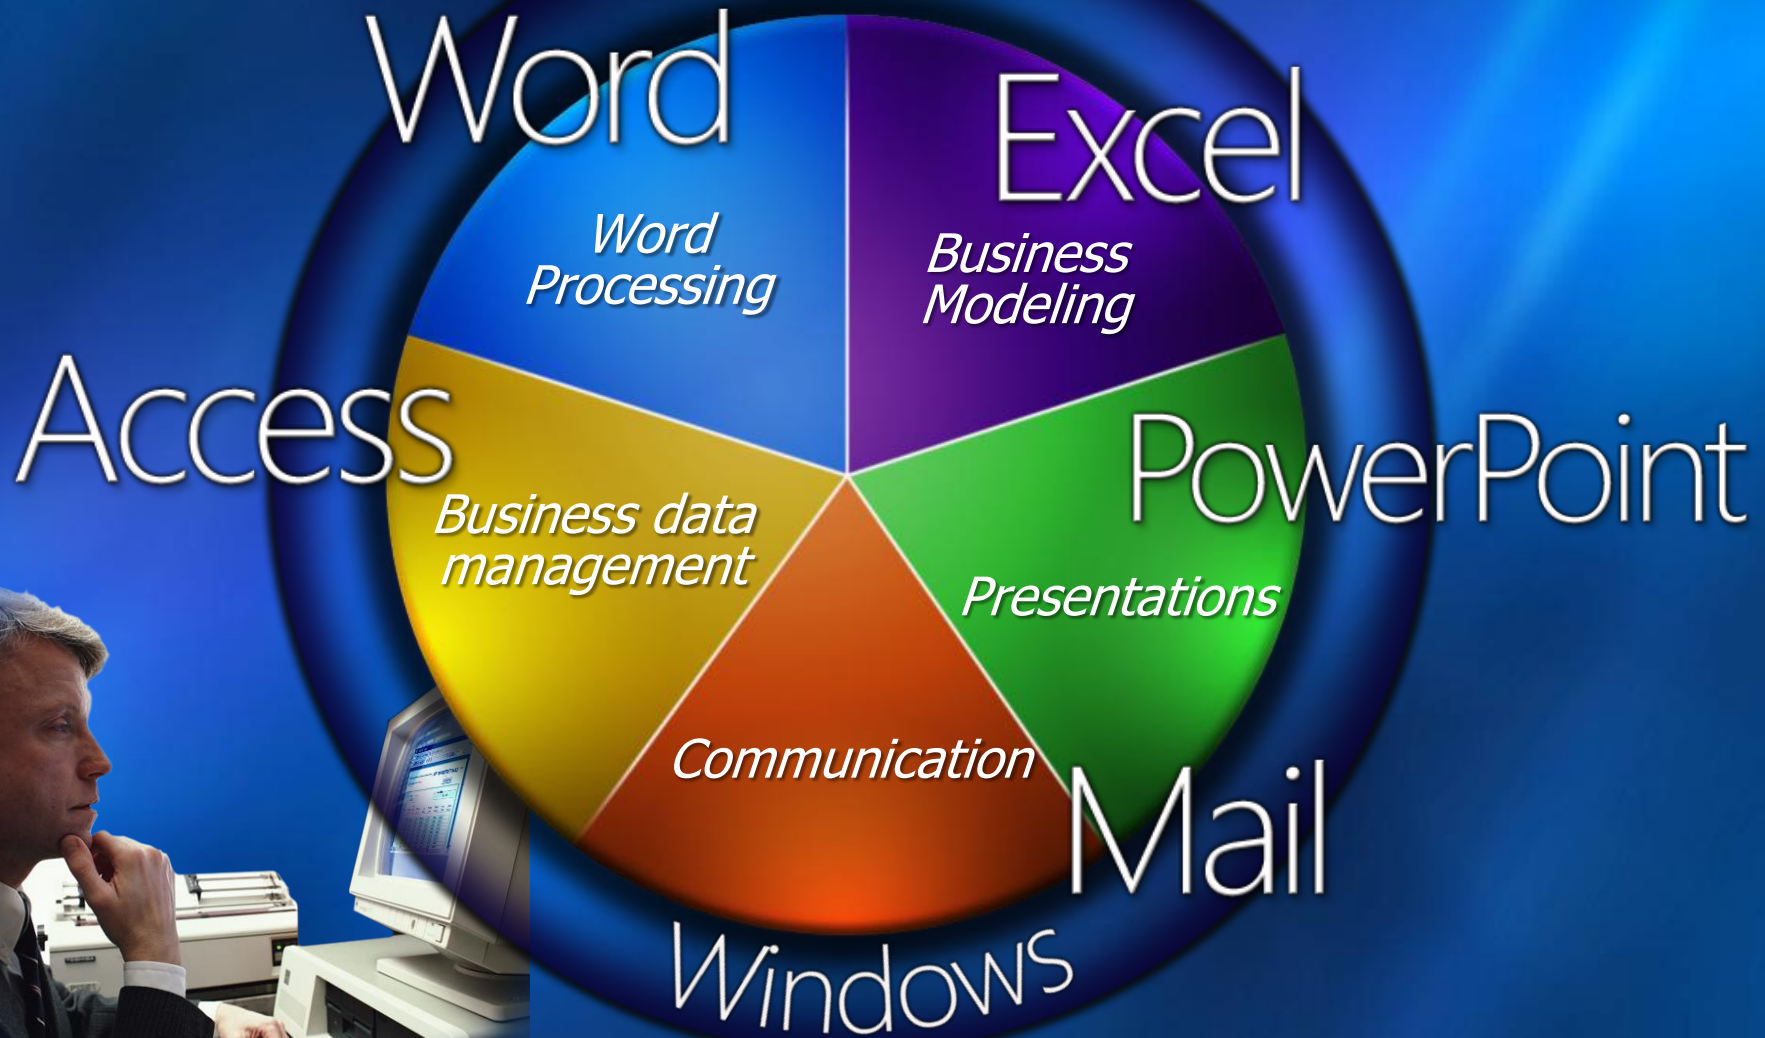 Word
Excel
Word
Processing
Business
Modeling
Access
PowerPoint
Business data
management
Presentations
Communication
Mail
Windows